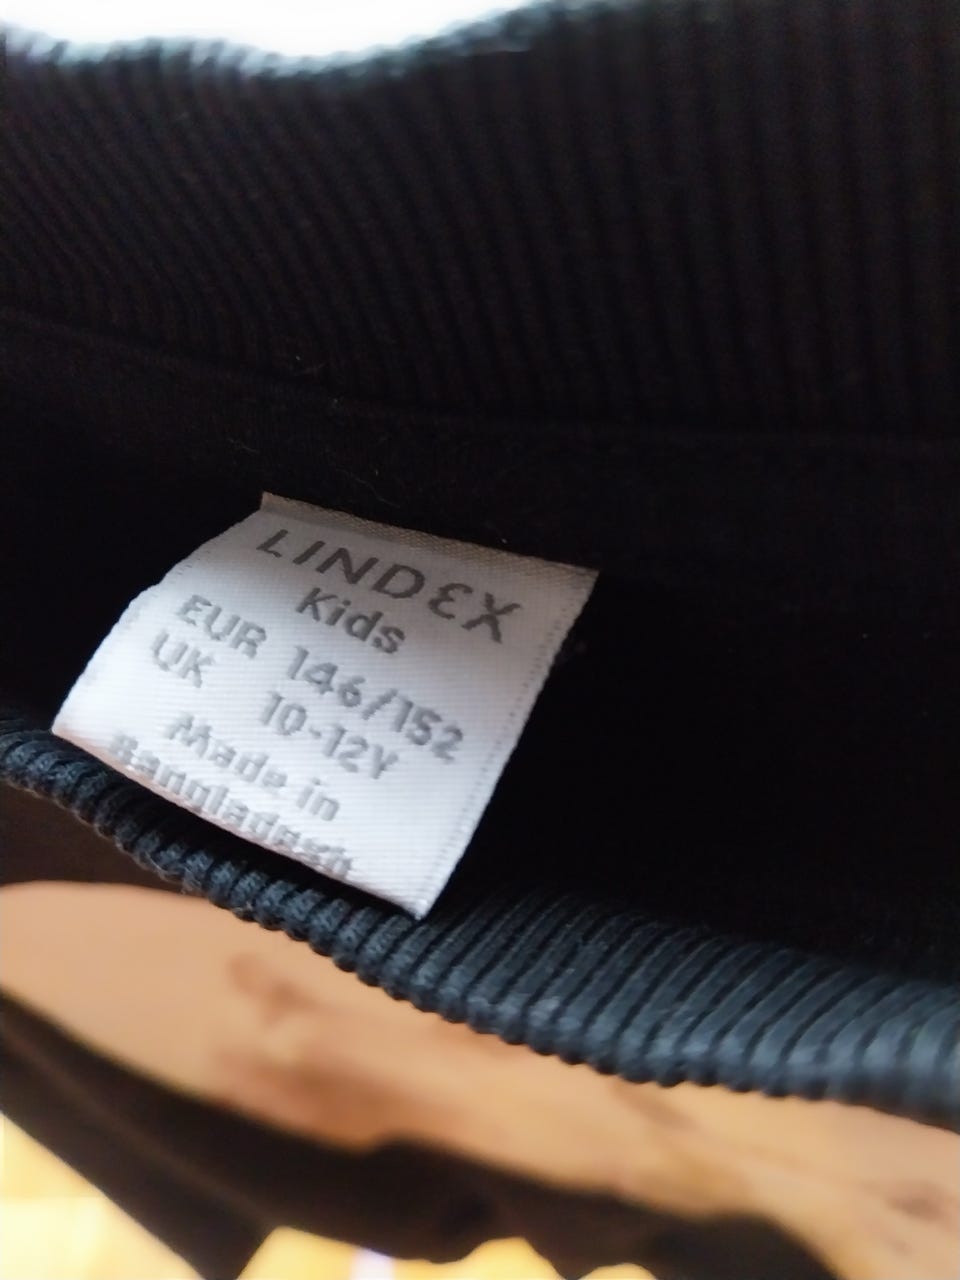 LINDEX
Kids
EUR 146/152
UK 10-12Y
Made in
Bangladesh